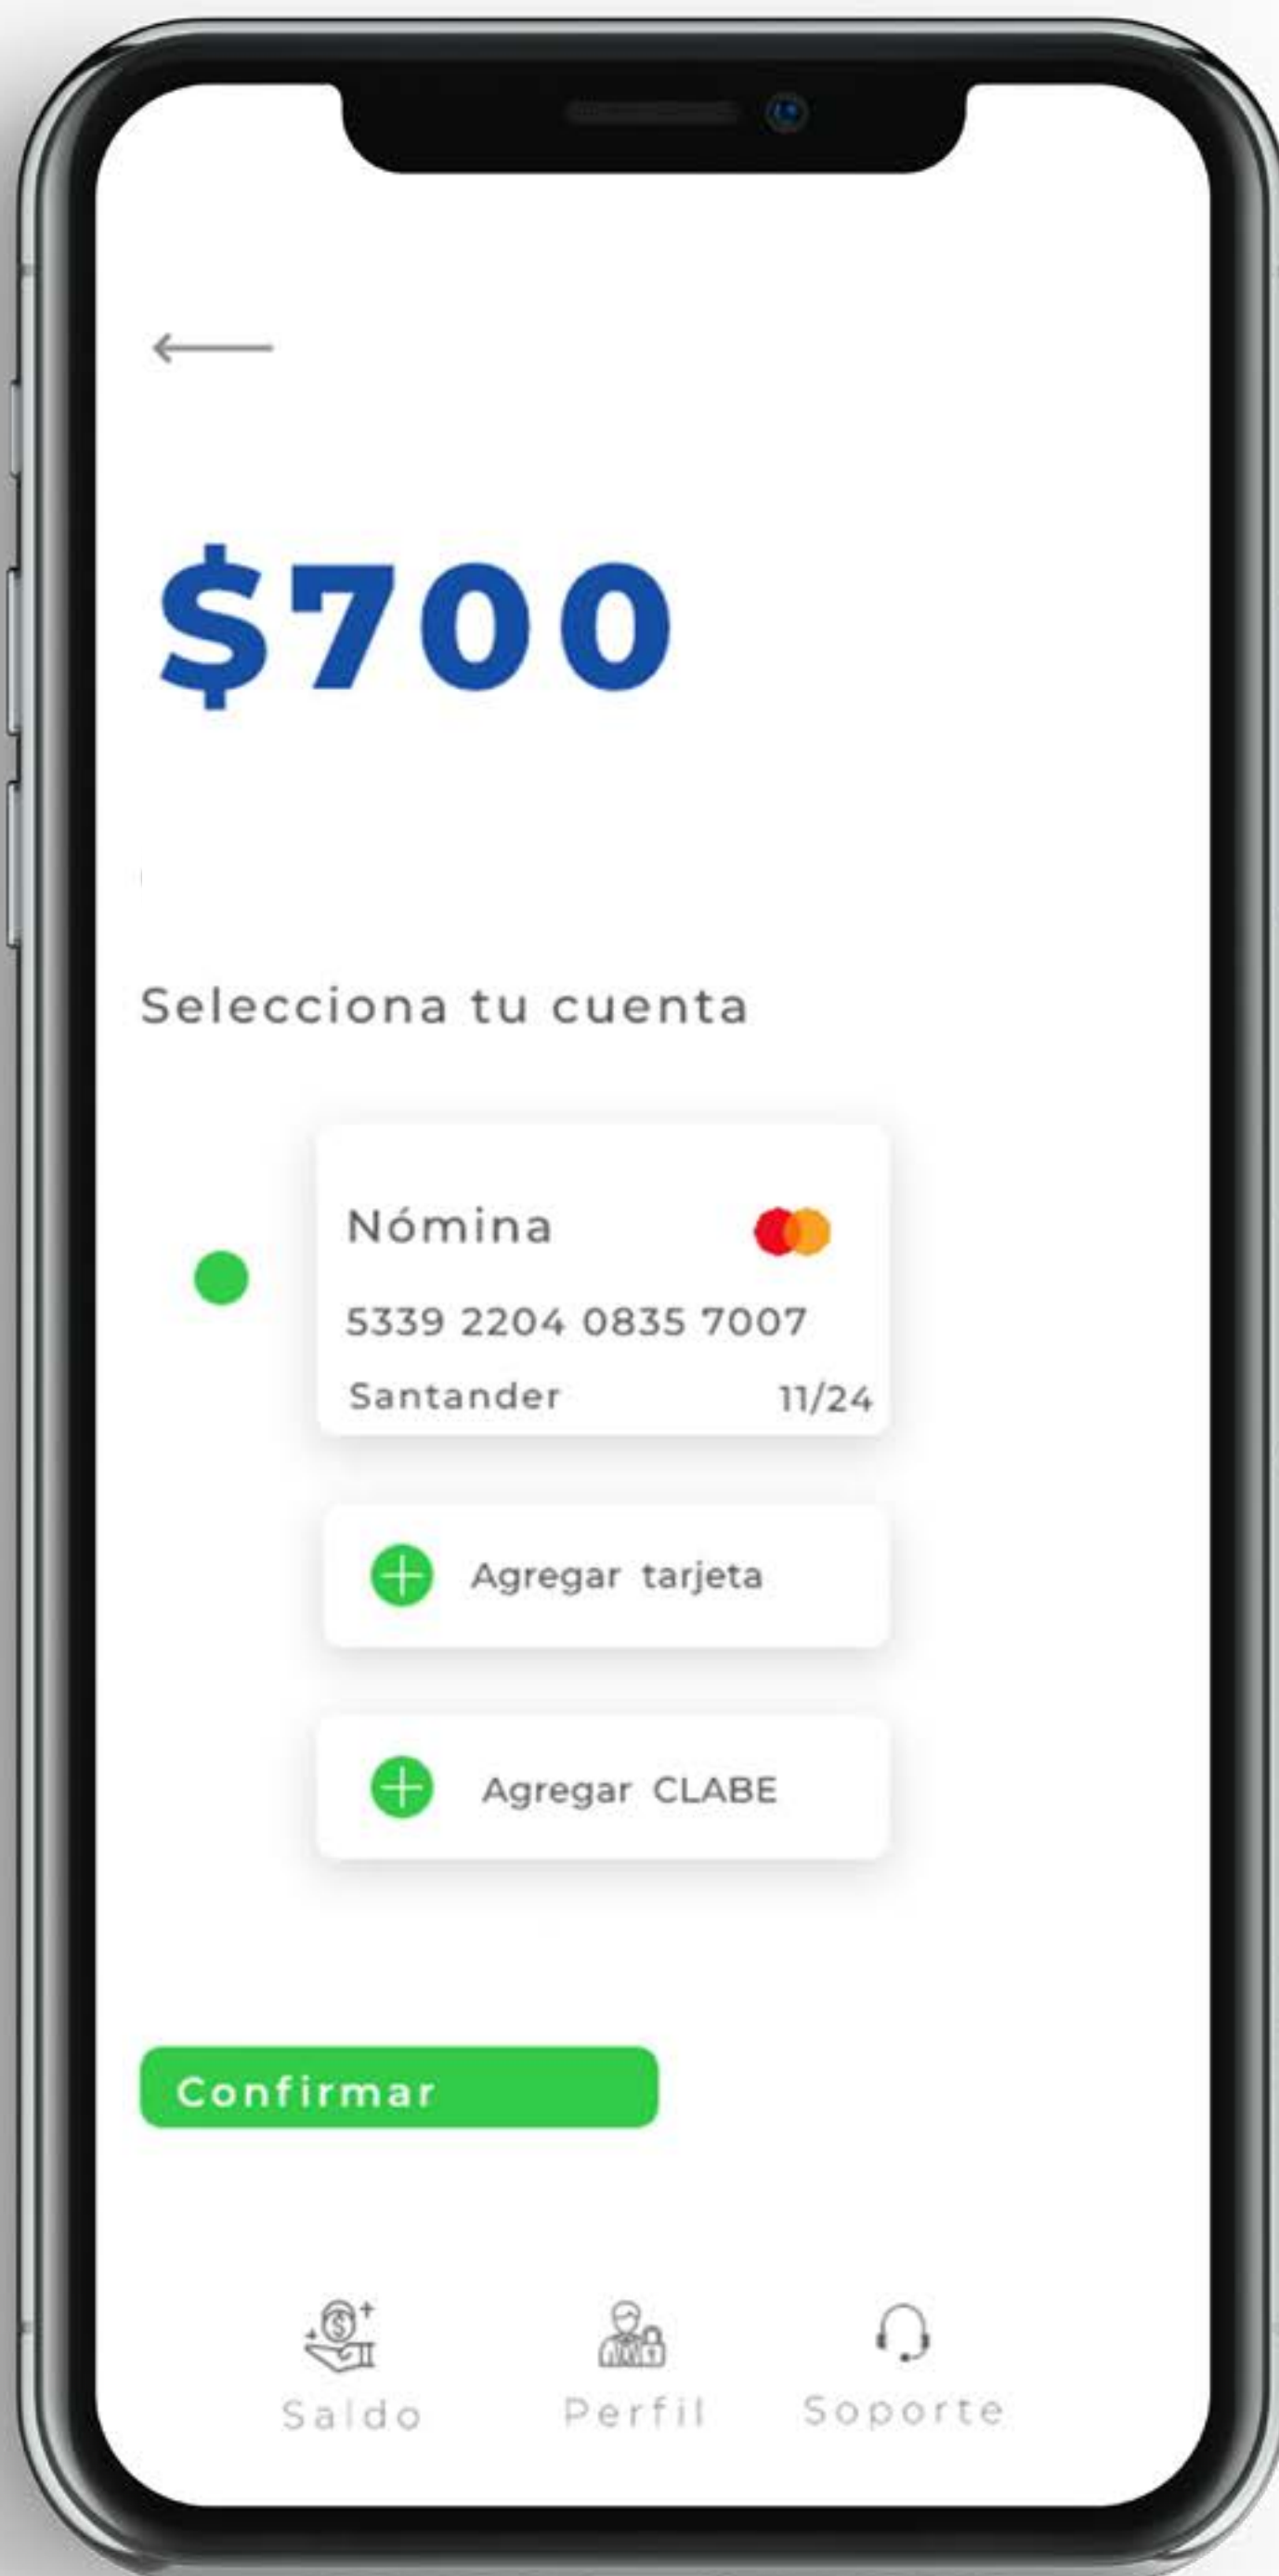 $700
Selecciona tu cuenta
Nómina
5339 2204 0835 7007
Santander 11/24
Agregar tarjeta
Agregar CLABE
Confirmar
Saldo Perfil Soporte